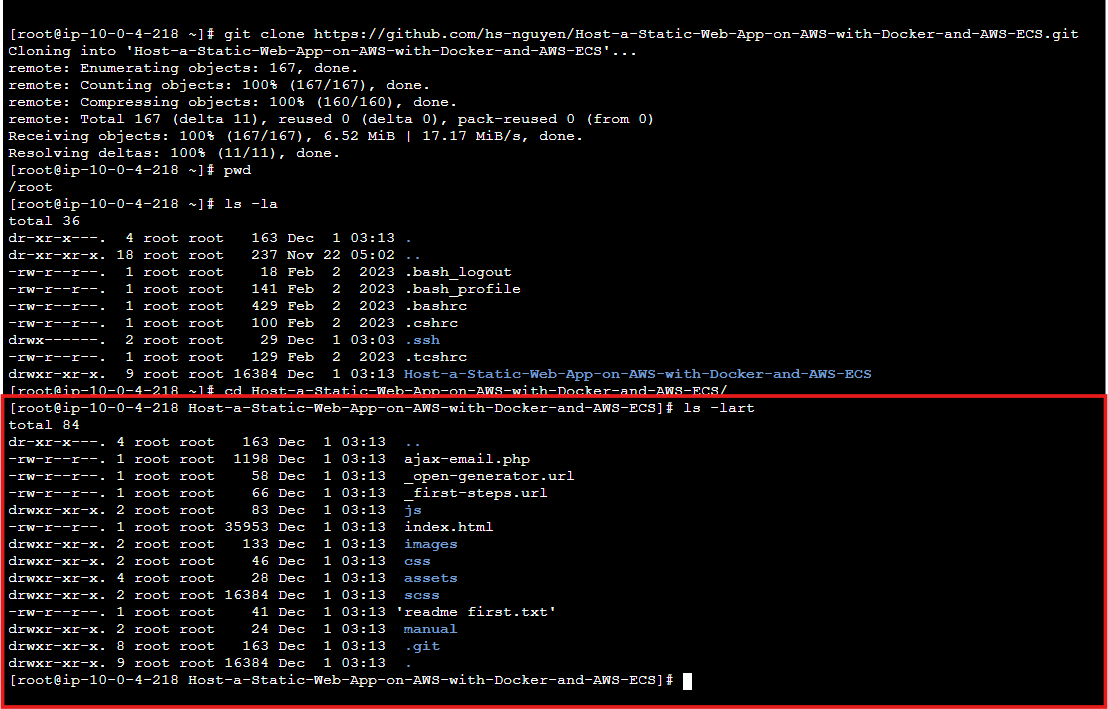 [root@ip-10-0-4-218 ~]# git clone https://github.com/hs-nguyen/Host-a-Static-Web-App-on-AWS-with-Docker-and-AWS-ECS.git
Cloning into 'Host-a-Static-Web-App-on-AWS-with-Docker-and-AWS-ECS'...
remote: Enumerating objects: 167, done.
remote: Counting objects: 100% (167/167), done.
remote: Compressing objects: 100% (160/160), done.
remote: Total 167 (delta 11), reused 0 (delta 0), pack-reused 0 (from 0)
Receiving objects: 100% (167/167), 6.52 MiB | 17.17 MiB/s, done.
Resolving deltas: 100% (11/11), done.
[root@ip-10-0-4-218 ~]# pwd
/root
[root@ip-10-0-4-218 ~]# ls -la
total 36
dr-xr-x---.  4 root root   163 Dec  1 03:13 .
dr-xr-xr-x. 18 root root   237 Nov 22 05:02 ..
-rw-r--r--.  1 root root    18 Feb  2  2023 .bash_logout
-rw-r--r--.  1 root root   141 Feb  2  2023 .bash_profile
-rw-r--r--.  1 root root   429 Feb  2  2023 .bashrc
-rw-r--r--.  1 root root   100 Feb  2  2023 .cshrc
drwx------.  2 root root    29 Dec  1 03:03 .ssh
-rw-r--r--.  1 root root   129 Feb  2  2023 .tcshrc
drwxr-xr-x.  9 root root 16384 Dec  1 03:13 Host-a-Static-Web-App-on-AWS-with-Docker-and-AWS-ECS
[root@ip-10-0-4-218 ~]# cd Host-a-Static-Web-App-on-AWS-with-Docker-and-AWS-ECS/
[root@ip-10-0-4-218 Host-a-Static-Web-App-on-AWS-with-Docker-and-AWS-ECS]# ls -lart
total 84
dr-xr-x---. 4 root root   163 Dec  1 03:13  ..
-rw-r--r--. 1 root root  1198 Dec  1 03:13  ajax-email.php
-rw-r--r--. 1 root root    58 Dec  1 03:13  _open-generator.url
-rw-r--r--. 1 root root    66 Dec  1 03:13  _first-steps.url
drwxr-xr-x. 2 root root    83 Dec  1 03:13  js
-rw-r--r--. 1 root root 35953 Dec  1 03:13  index.html
drwxr-xr-x. 2 root root   133 Dec  1 03:13  images
drwxr-xr-x. 2 root root    46 Dec  1 03:13  css
drwxr-xr-x. 4 root root    28 Dec  1 03:13  assets
drwxr-xr-x. 2 root root 16384 Dec  1 03:13  scss
-rw-r--r--. 1 root root    41 Dec  1 03:13 'readme first.txt'
drwxr-xr-x. 2 root root    24 Dec  1 03:13  manual
drwxr-xr-x. 8 root root   163 Dec  1 03:13  .git
drwxr-xr-x. 9 root root 16384 Dec  1 03:13  .
[root@ip-10-0-4-218 Host-a-Static-Web-App-on-AWS-with-Docker-and-AWS-ECS]#